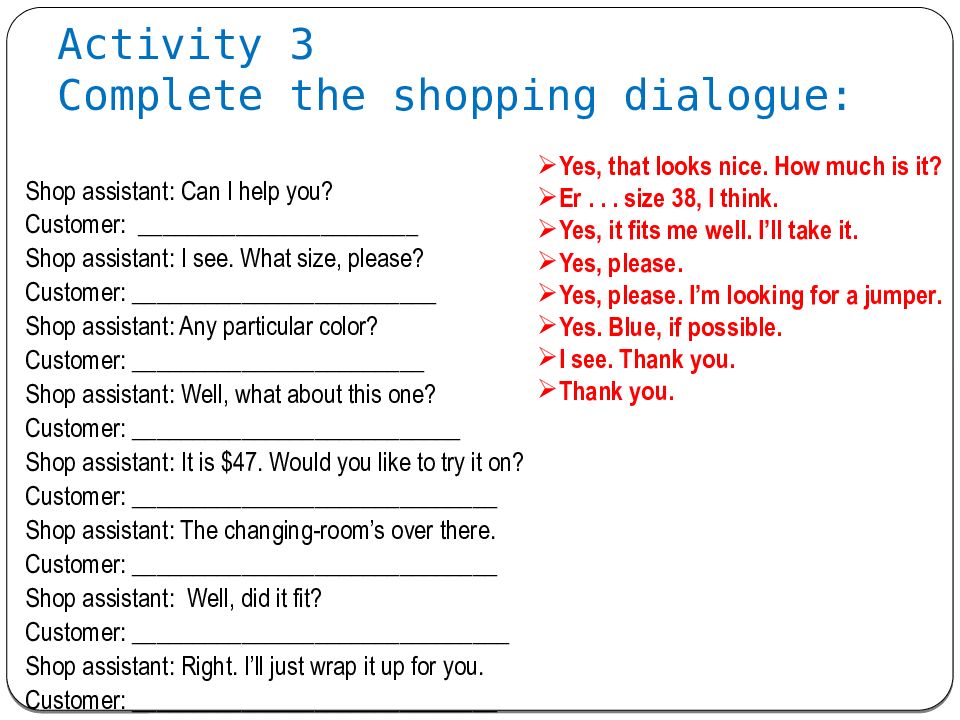 Activity 3
Complete the shopping dialogue:
Shop assistant: Can I help you?
Customer: _______________________
Shop assistant: I see. What size, please?
Customer: _________________________
Shop assistant: Any particular color?
Customer: ________________________
Shop assistant: Well, what about this one?
Customer: ___________________________
Shop assistant: It is $47. Would you like to try it on?
Customer: ______________________________
Shop assistant: The changing-room’s over there.
Customer: ______________________________
Shop assistant: Well, did it fit?
Customer: _______________________________
Shop assistant: Right. I’ll just wrap it up for you.
Customer: ______________________________
Yes, that looks nice. How much is it?
Er . . . size 38, I think.
Yes, it fits me well. I’ll take it.
Yes, please.
Yes, please. I’m looking for a jumper.
Yes. Blue, if possible.
I see. Thank you.
Thank you.